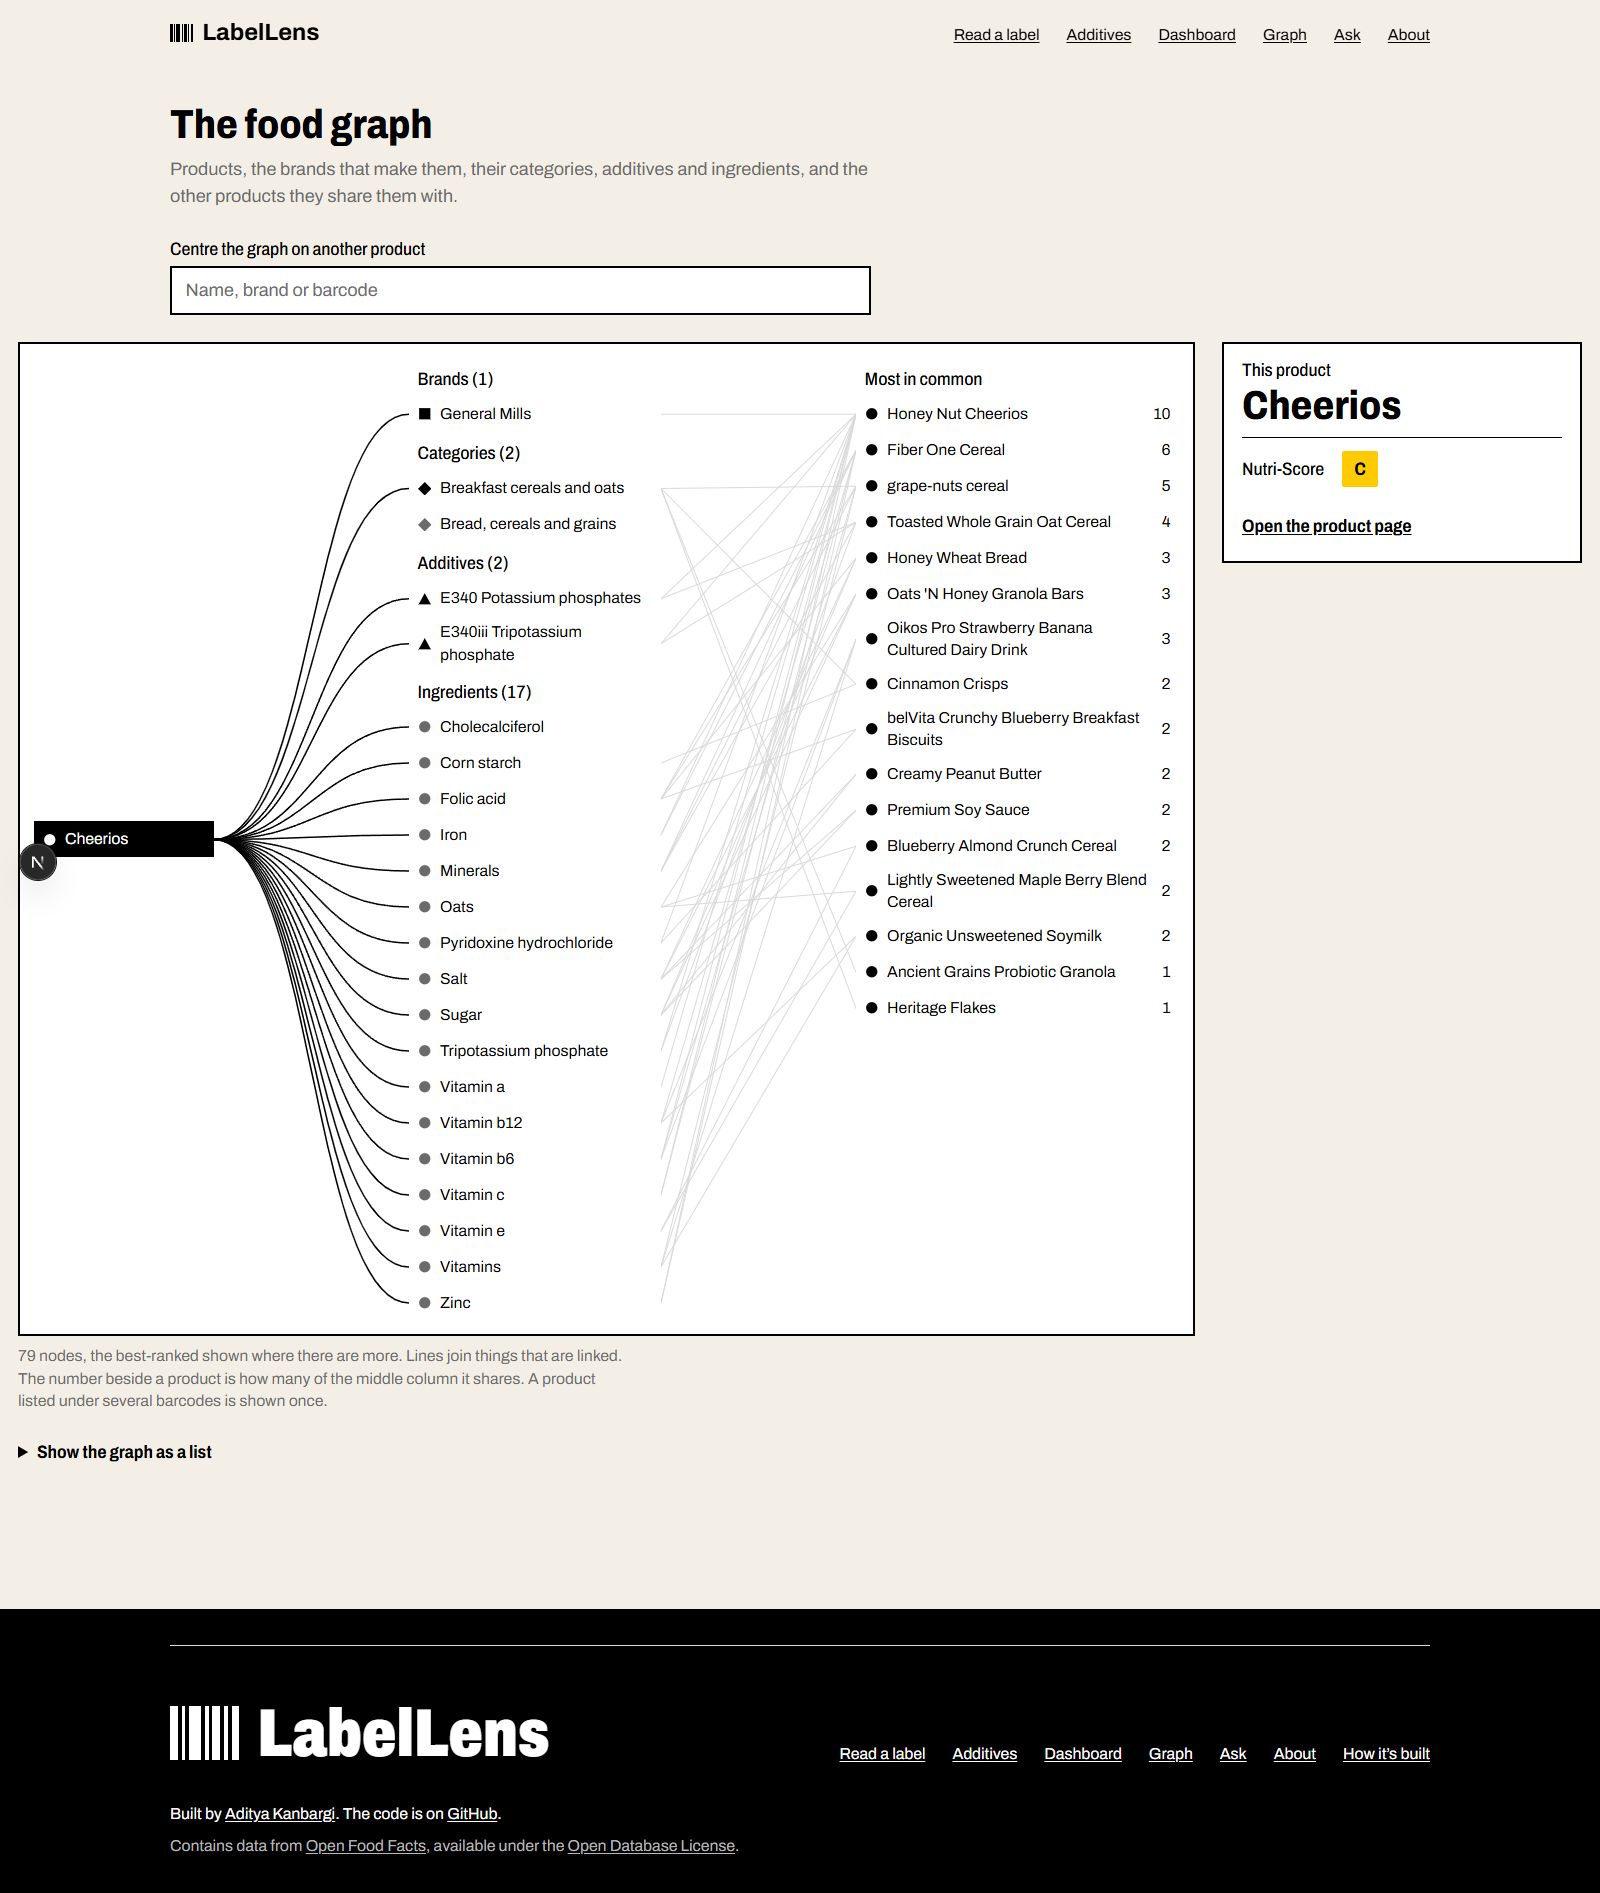 LabelLens
Read a label Additives Dashboard Graph Ask About
The food graph
Products, the brands that make them, their categories, additives and ingredients, and the
other products they share them with.
Centre the graph on another product
Name, brand or barcode
Cheerios
N
Brands (1)
General Mills
Categories (2)
Breakfast cereals and oats
Bread, cereals and grains
Additives (2)
E340 Potassium phosphates
E340iii Tripotassium
phosphate
Ingredients (17)
Cholecalciferol
Corn starch
Folic acid
Iron
Minerals
Oats
Pyridoxine hydrochloride
Salt
Sugar
Tripotassium phosphate
Vitamin a
Vitamin b12
Vitamin b6
Vitamin c
Vitamin e
Vitamins
Zinc
Most in common
Honey Nut Cheerios 10
Fiber One Cereal 6
grape-nuts cereal 5
Toasted Whole Grain Oat Cereal 4
Honey Wheat Bread 3
Oats 'N Honey Granola Bars 3
Oikos Pro Strawberry Banana
Cultured Dairy Drink 3
Cinnamon Crisps 2
belVita Crunchy Blueberry Breakfast
Biscuits 2
Creamy Peanut Butter 2
Premium Soy Sauce 2
Blueberry Almond Crunch Cereal 2
Lightly Sweetened Maple Berry Blend
Cereal 2
Organic Unsweetened Soymilk 2
Ancient Grains Probiotic Granola 1
Heritage Flakes 1
This product
Cheerios
Nutri-Score C
Open the product page
79 nodes, the best-ranked shown where there are more. Lines join things that are linked.
The number beside a product is how many of the middle column it shares. A product
listed under several barcodes is shown once.
Show the graph as a list
LabelLens
Read a label Additives Dashboard Graph Ask About How it's built
Built by Aditya Kanbargi. The code is on GitHub.
Contains data from Open Food Facts, available under the Open Database License.